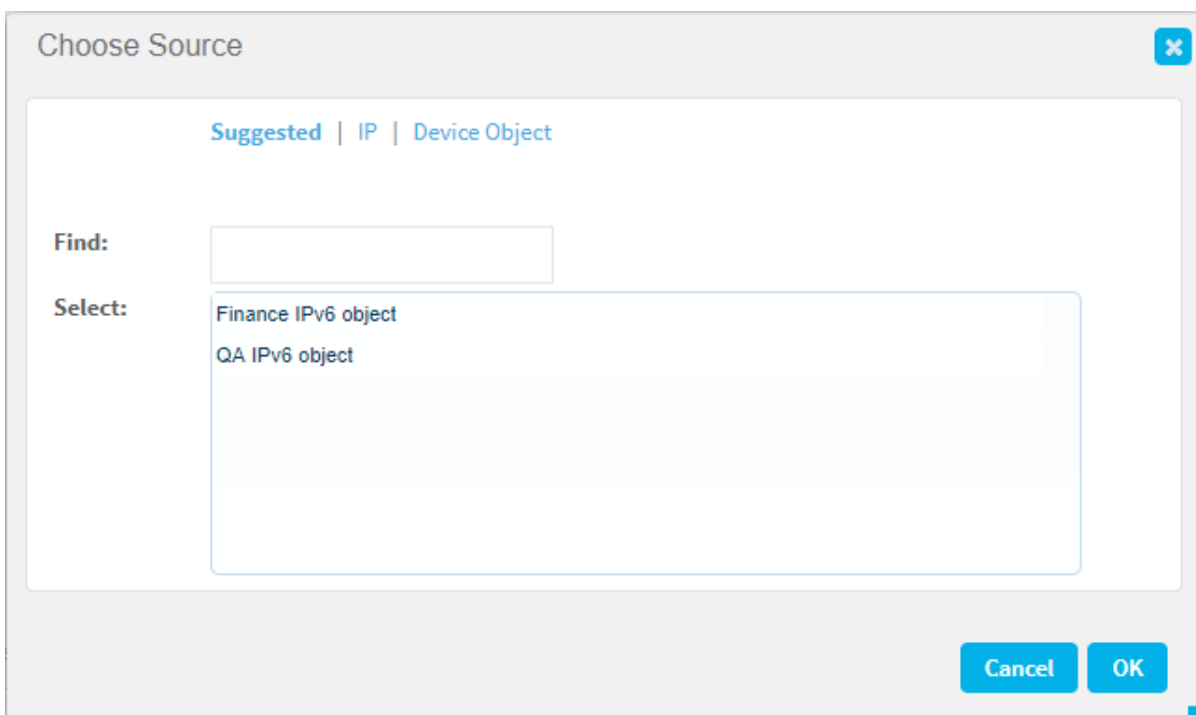 Choose Source
Suggested | IP | Device Object
Find:
Select:
Finance IPv6 object
QA IPv6 object
Cancel OK